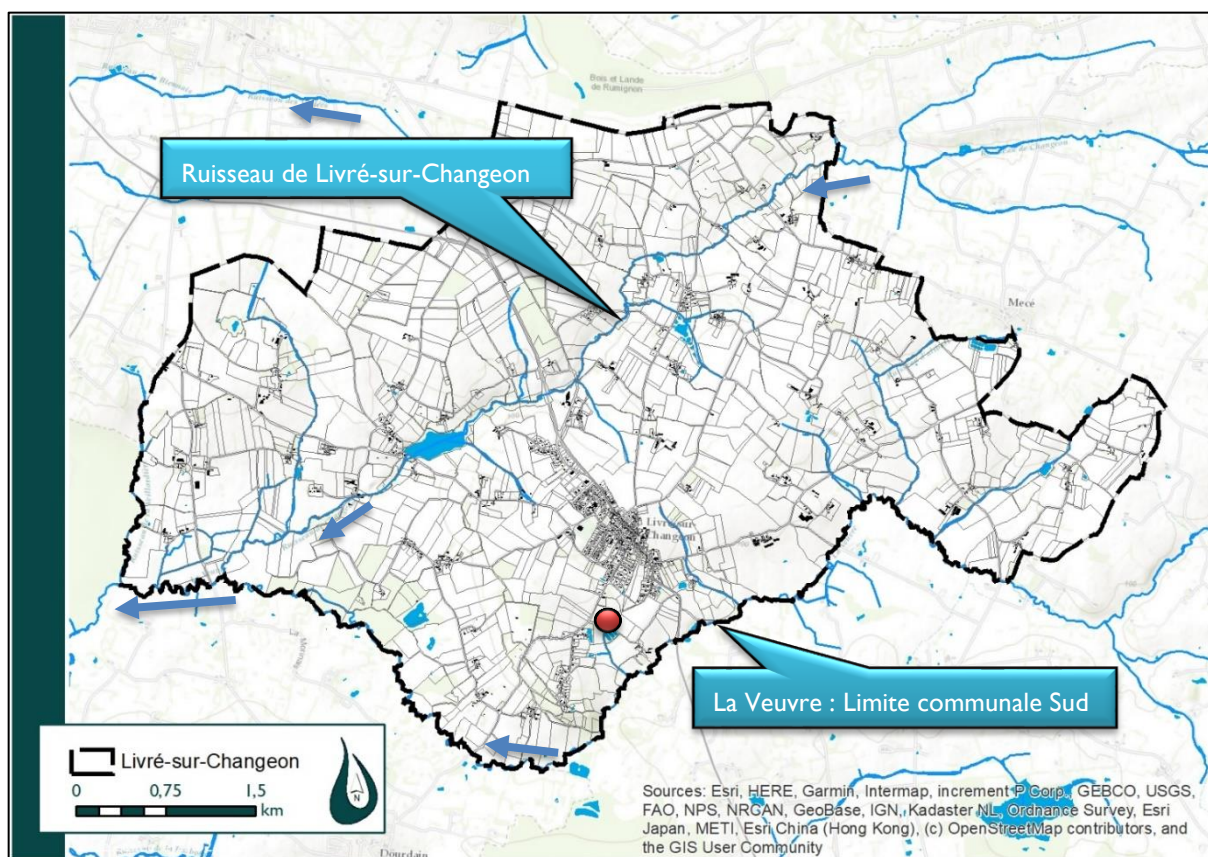 Bois et Lande
de Rumignon
Ruisseau de Livré-sur-Changeon
Mecé
Livré-sur
Changeon
La Veuvre : Limite communale Sud
Livré-sur-Changeon
0 0,75 1,5
km
N
Sources: Esri, HERE, Garmin, Intermap, increment P Corp., GEBCO, USGS,
FAO, NPS, NRCAN, GeoBase, IGN, Kadaster NL, Ordnance Survey, Esri
Japan, METI, Esri China (Hong Kong), (c) OpenStreetMap contributors, and
the GIS User Community
Dourdain